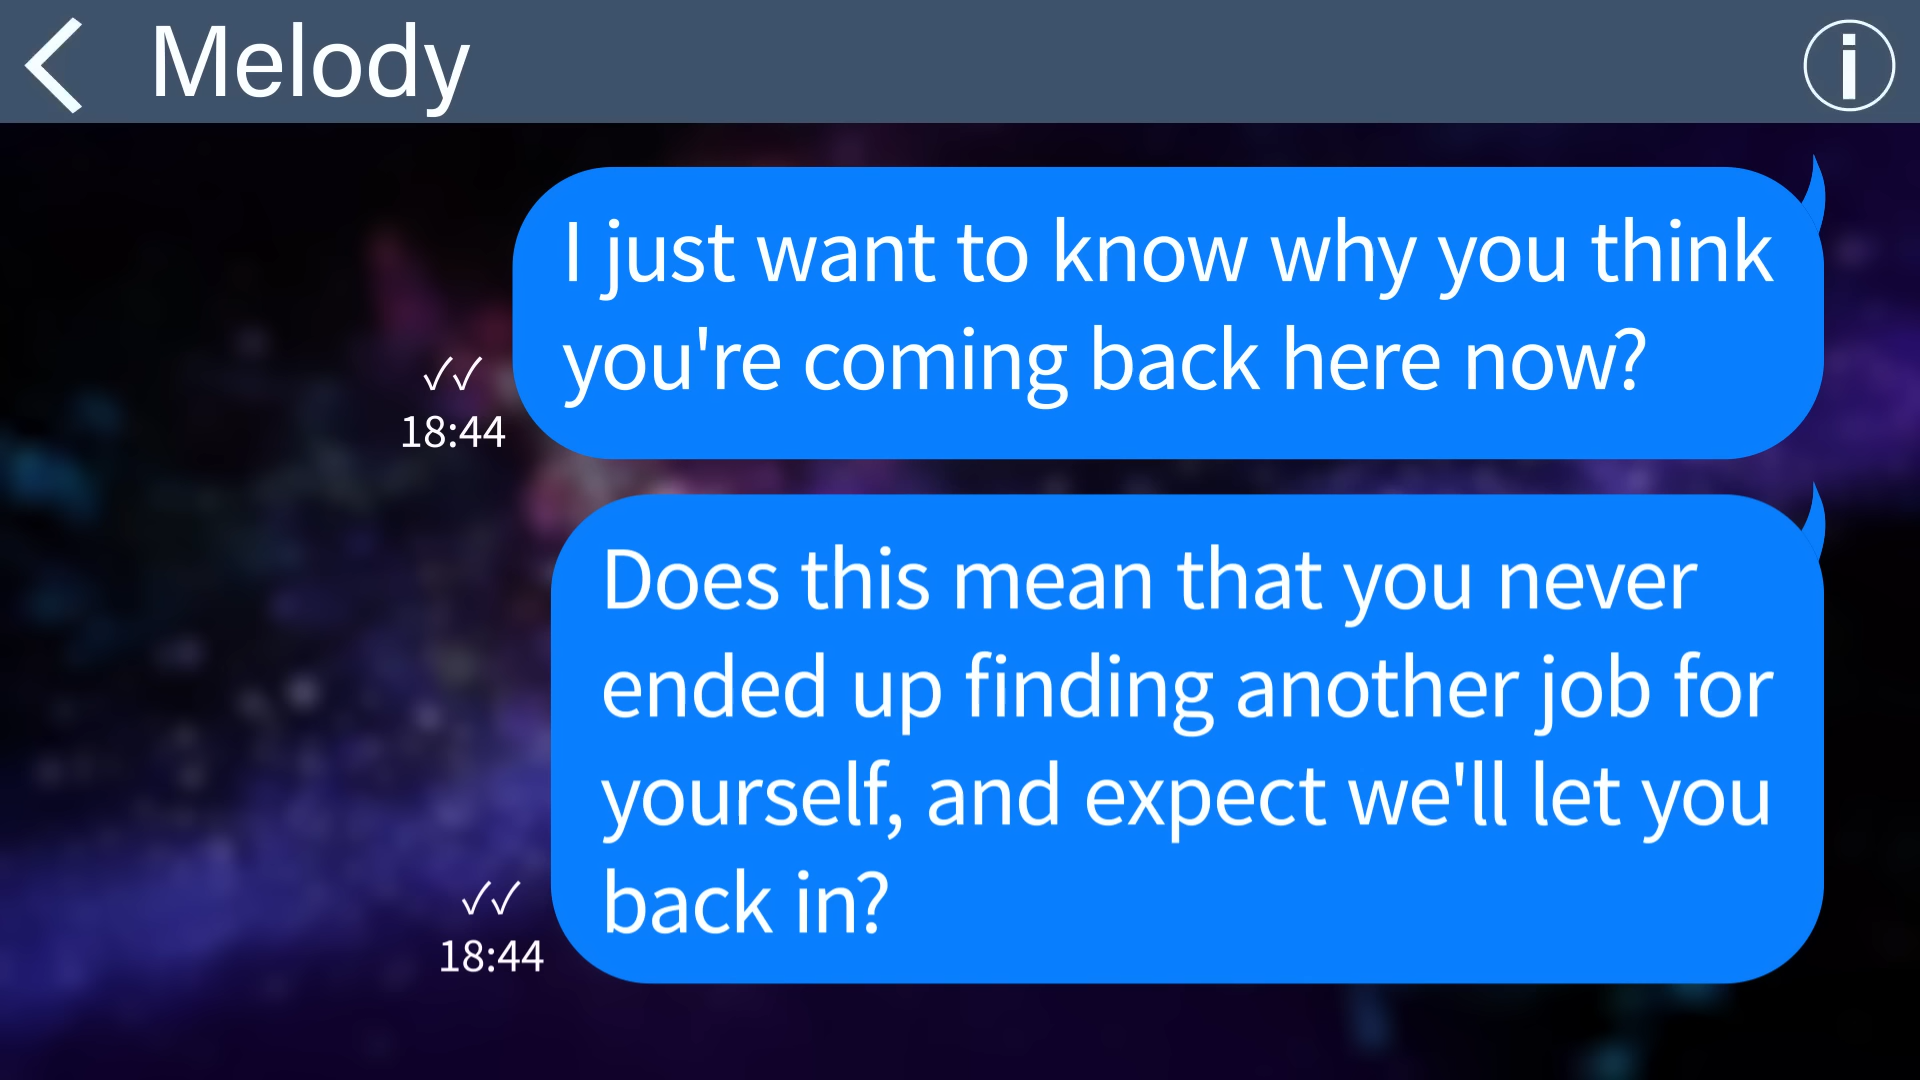 Melody
I just want to know why you think
you're coming back here now?
✓✓
18:44
Does this mean that you never
ended up finding another job for
yourself, and expect we'll let you
back in?
✓✓
18:44